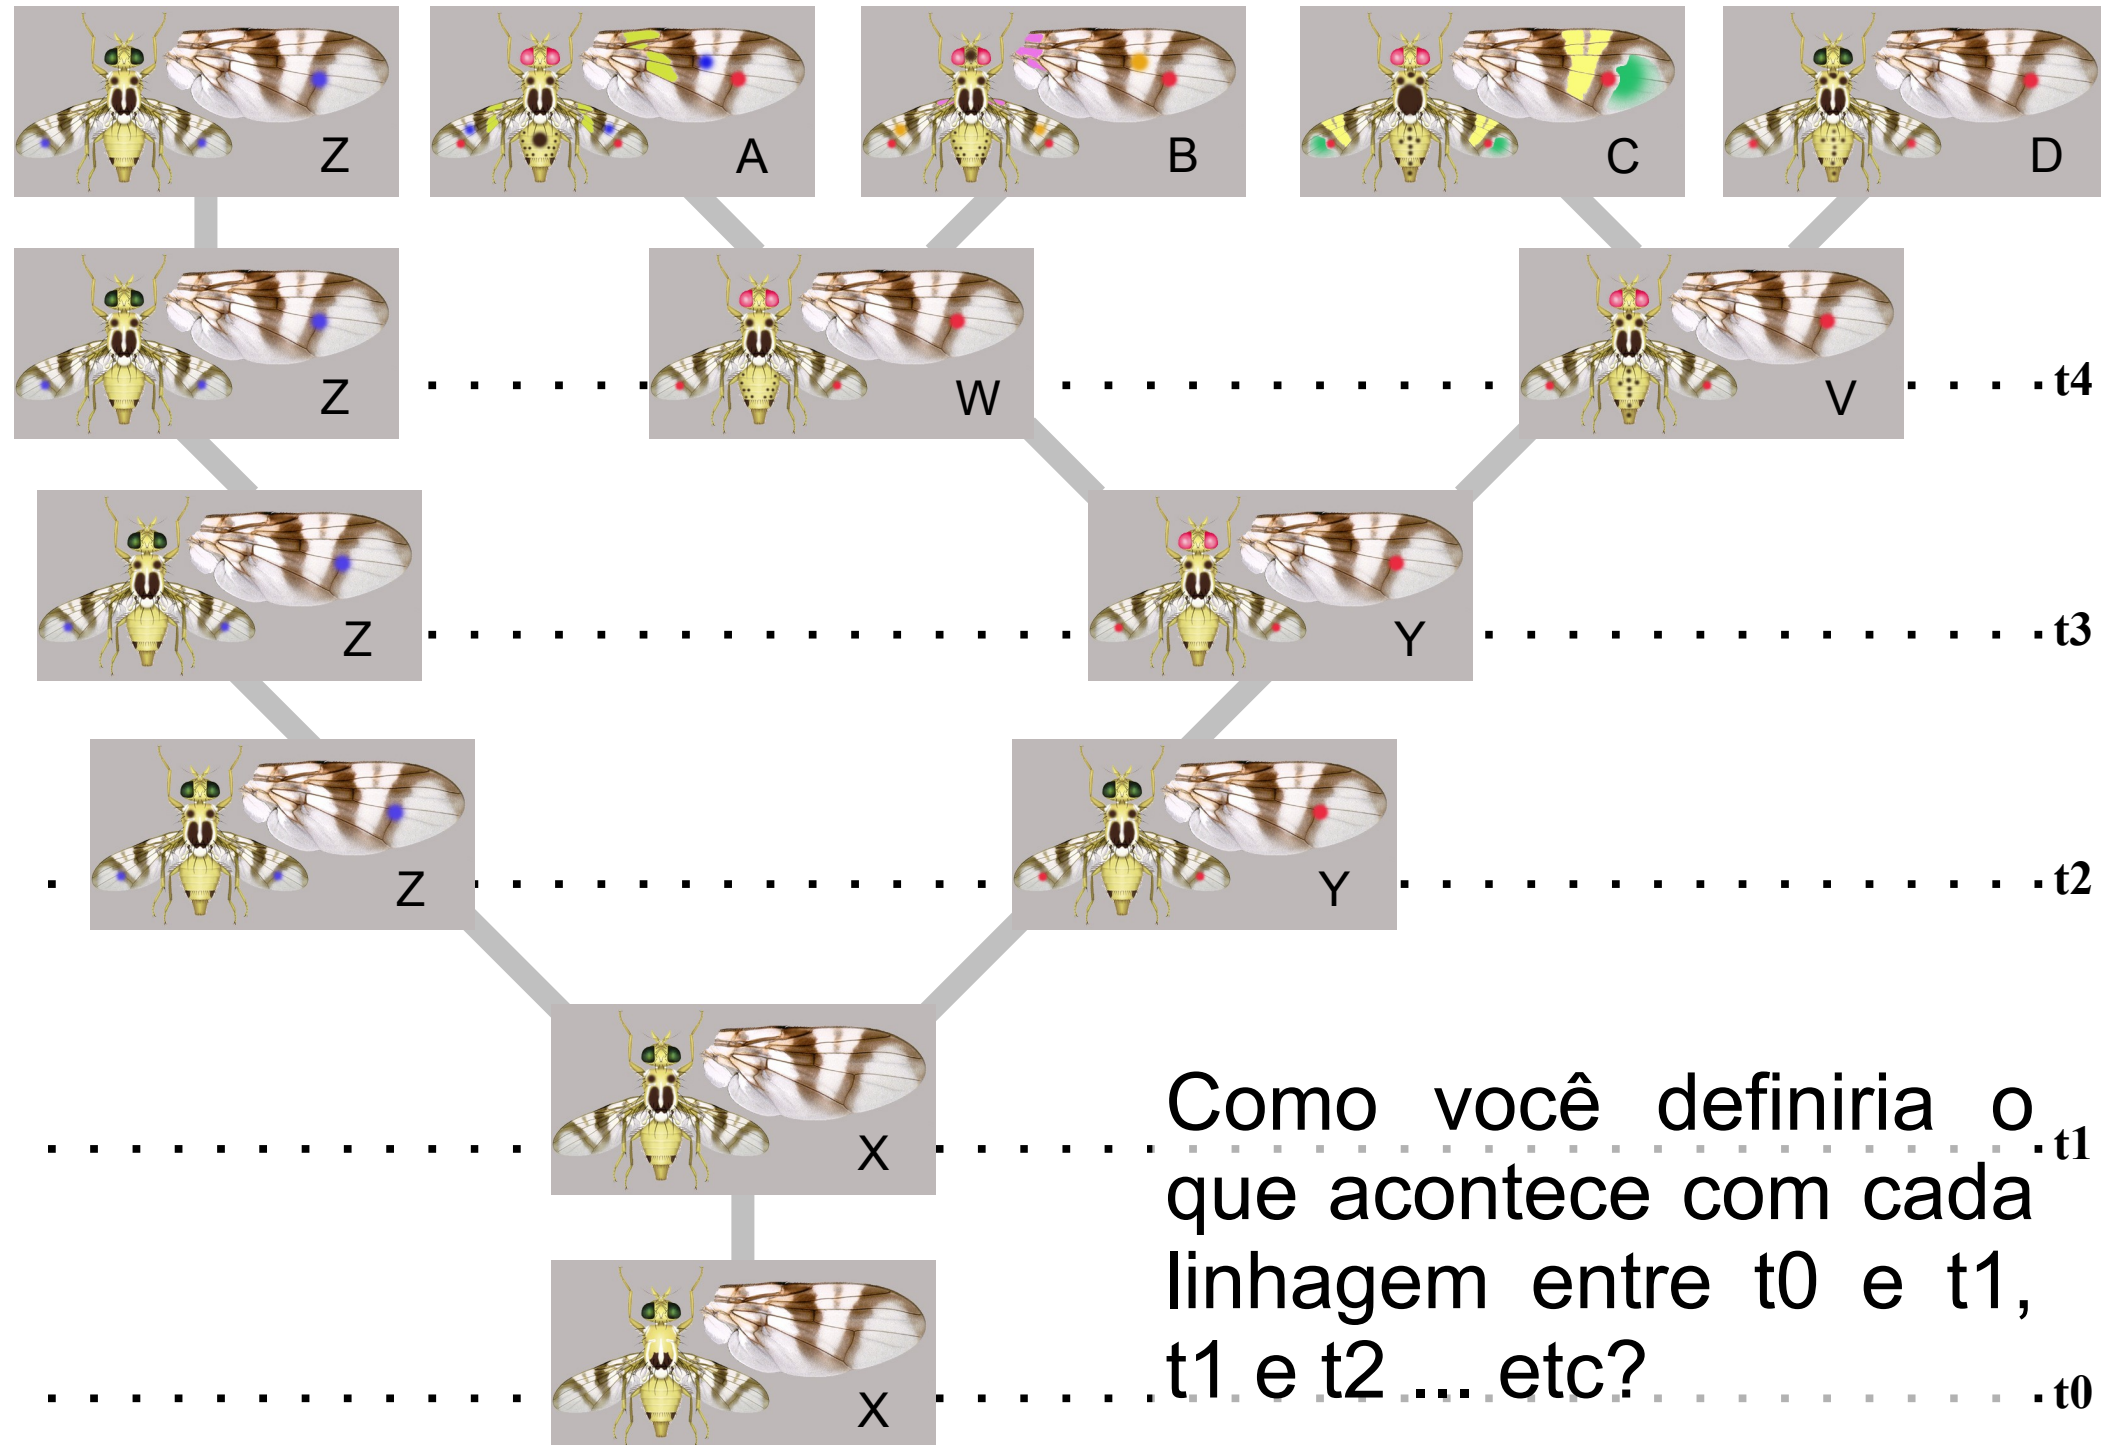 Z
A
B
C
D
Z
W
V
t4
Z
Y
t3
Z
Y
t2
X
t1
Como você definiria o
que acontece com cada
linhagem entre t0 e t1,
t1 e t2 ... etc?
X
t0